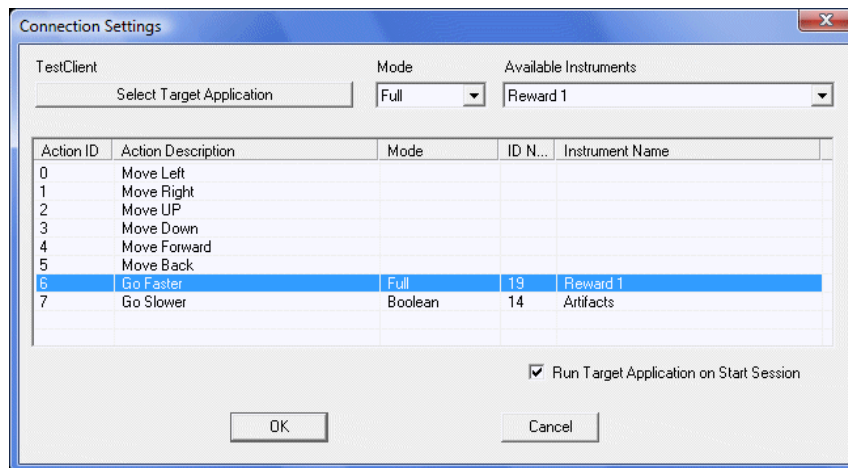 Connection Settings
TestClient Mode Available Instruments
Select Target Application Full Reward 1
Action ID Action Description Mode ID N... Instrument Name
0 Move Left
1 Move Right
2 Move UP
3 Move Down
4 Move Forward
5 Move Back
6 Go Faster Full 19 Reward 1
7 Go Slower Boolean 14 Artifacts
Run Target Application on Start Session
OK Cancel